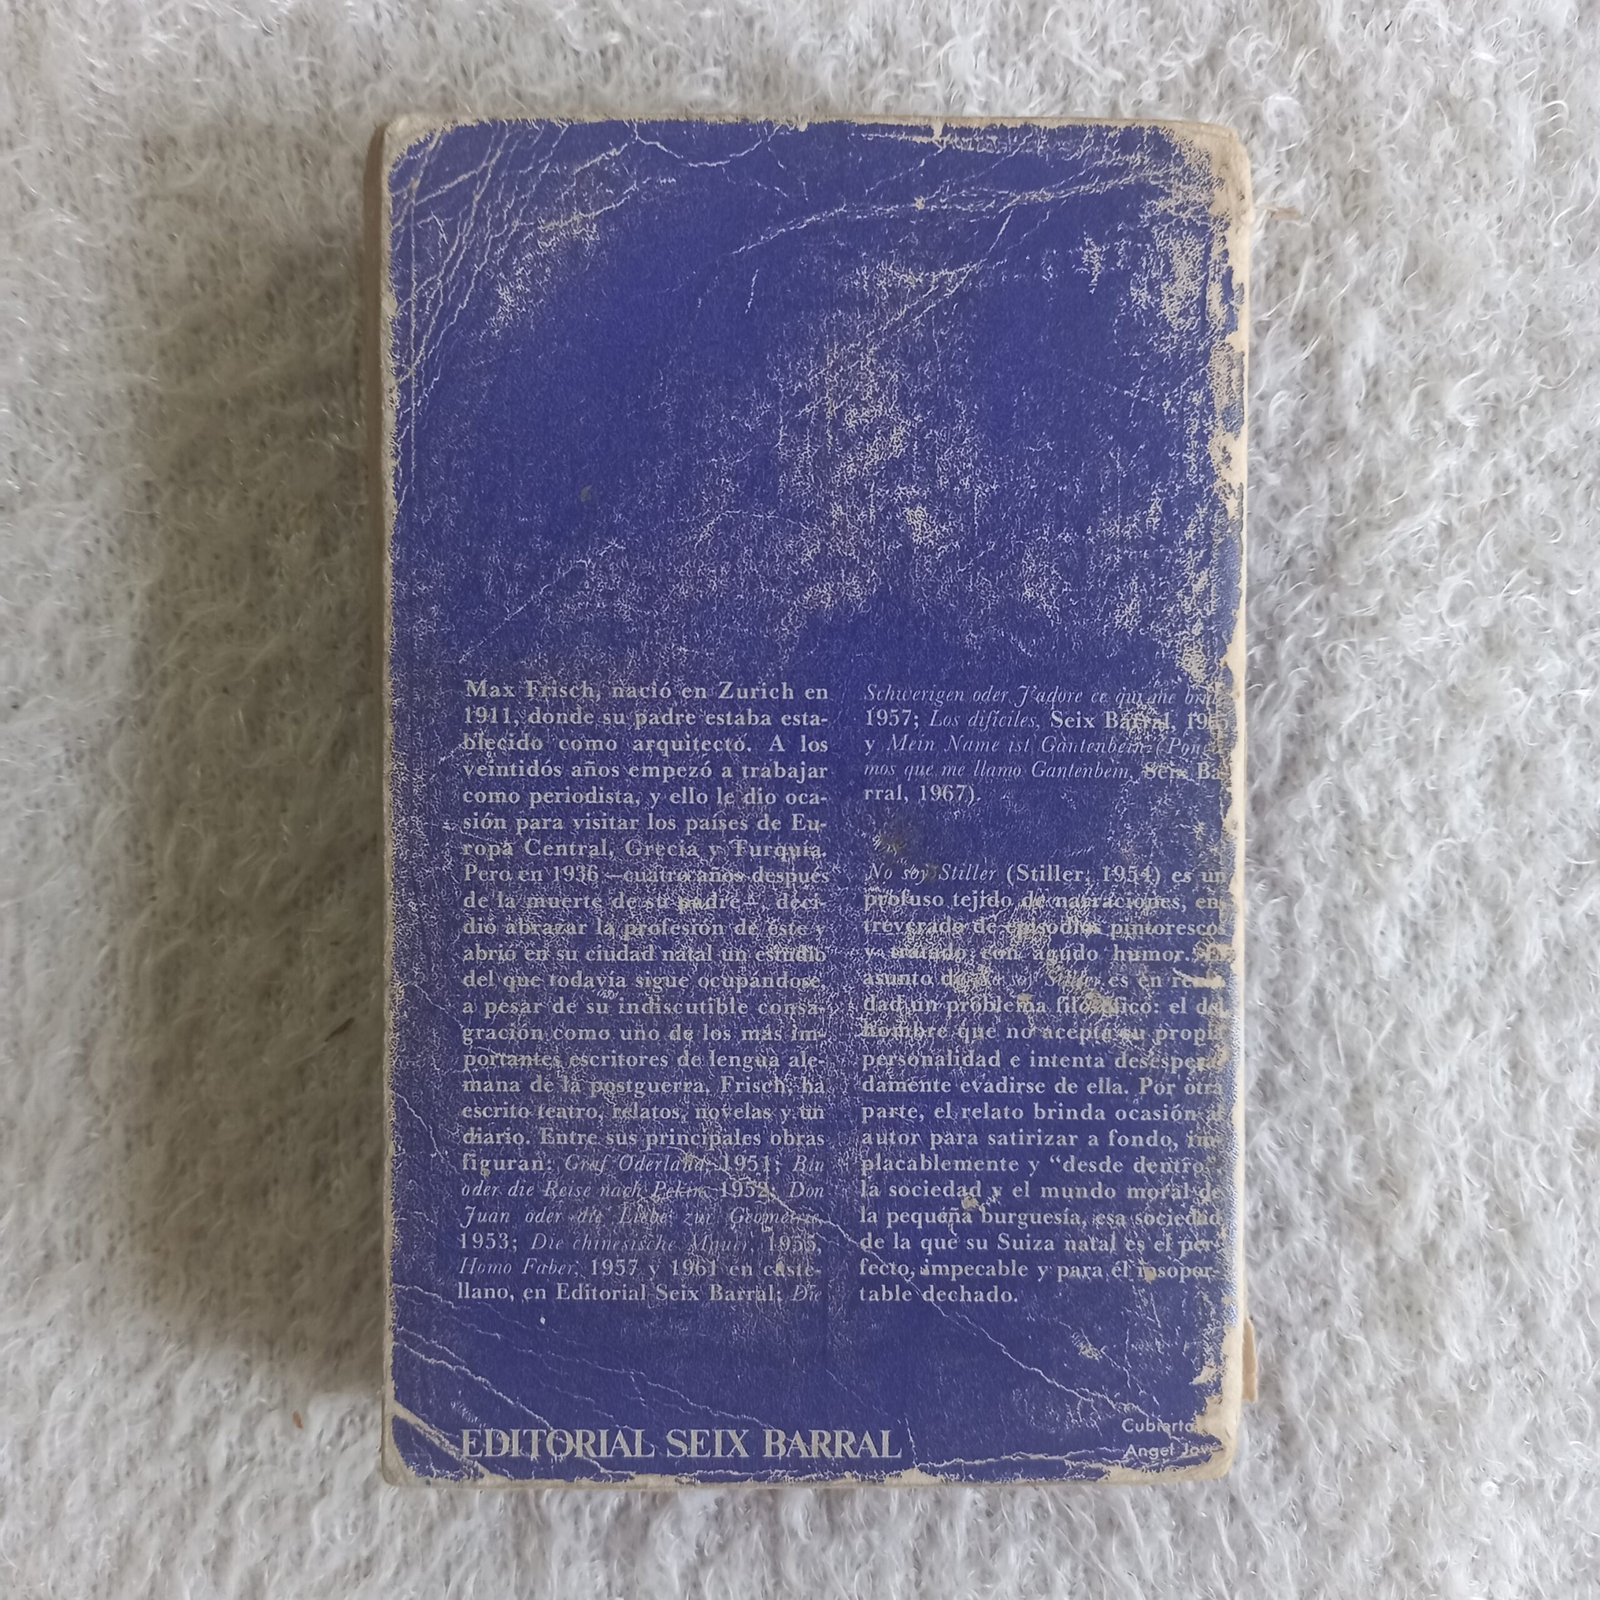 Max Frisch, nació en Zurich en
1911, donde su padre estaba esta-
blecido como arquitecto. A los
veintidós años empezó a trabajar
como periodista, y ello le dio oca-
sión para visitar los países de Eu-
ropa Central, Grecia y Turquía.
Pero en 1936 —cuatro años después
de la muerte de su padre— deci-
dió abrazar la profesión de éste y
abrió en su ciudad natal un estudio
del que todavía sigue ocupándose,
a pesar de su indiscutible consa-
gración como uno de los más im-
portantes escritores de lengua ale-
mana de la postguerra. Frisch, ha
escrito teatro, relatos, novelas y un
diario. Entre sus principales obras
figuran: Graf Oderland, 1951; Bin
oder die Reise nach Pekin, 1952; Don
Juan oder die Liebe zur Geometrie,
1953; Die chinesische Mauer, 1955,
Homo Faber, 1957 y 1961 en caste-
llano, en Editorial Seix Barral; Die
Schwerigen oder J'adore ce qui me
1957; Los difíciles, Seix Barral,
y Mein Name ist Gantenbein (Pon
mos que me llamo Gantenbein, Seix Ba-
rral, 1967).
No soy Stiller (Stiller, 1954) es un
profuso tejido de narraciones, en-
treverado de episodios pintoresco
y tratado con agudo humor.
asunto de No soy Stiller es en
dad un problema filosófico: el de
hombre que no acepta su propi
personalidad e intenta desespera
damente evadirse de ella. Por otra
parte, el relato brinda ocasión a
autor para satirizar a fondo, im-
placablemente y "desde dentro",
la sociedad y el mundo moral de
la pequeña burguesía, esa sociedad
de la que su Suiza natal es el per-
fecto, impecable y para él insopor-
table dechado.
EDITORIAL SEIX BARRAL
Cubierta
Angel Jové